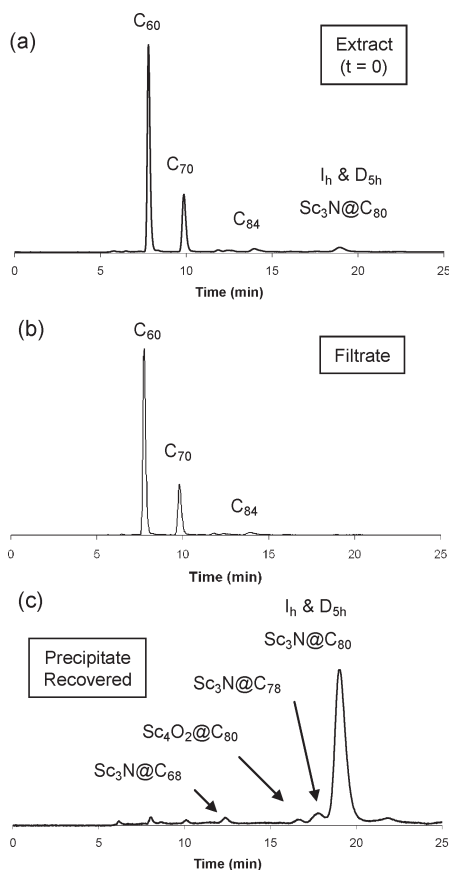 (a)
C60
Extract
(t = 0)
C70
Ih & D5h
C84
Sc3N@C80
0 5 10 15 20 25
Time (min)
(b)
C60
Filtrate
C70
C84
0 5 10 15 20 25
Time (min)
(c)
Ih & D5h
Sc3N@C80
Precipitate
Recovered
Sc3N@C78
Sc4O2@C80
Sc3N@C68
0 5 10 15 20 25
Time (min)